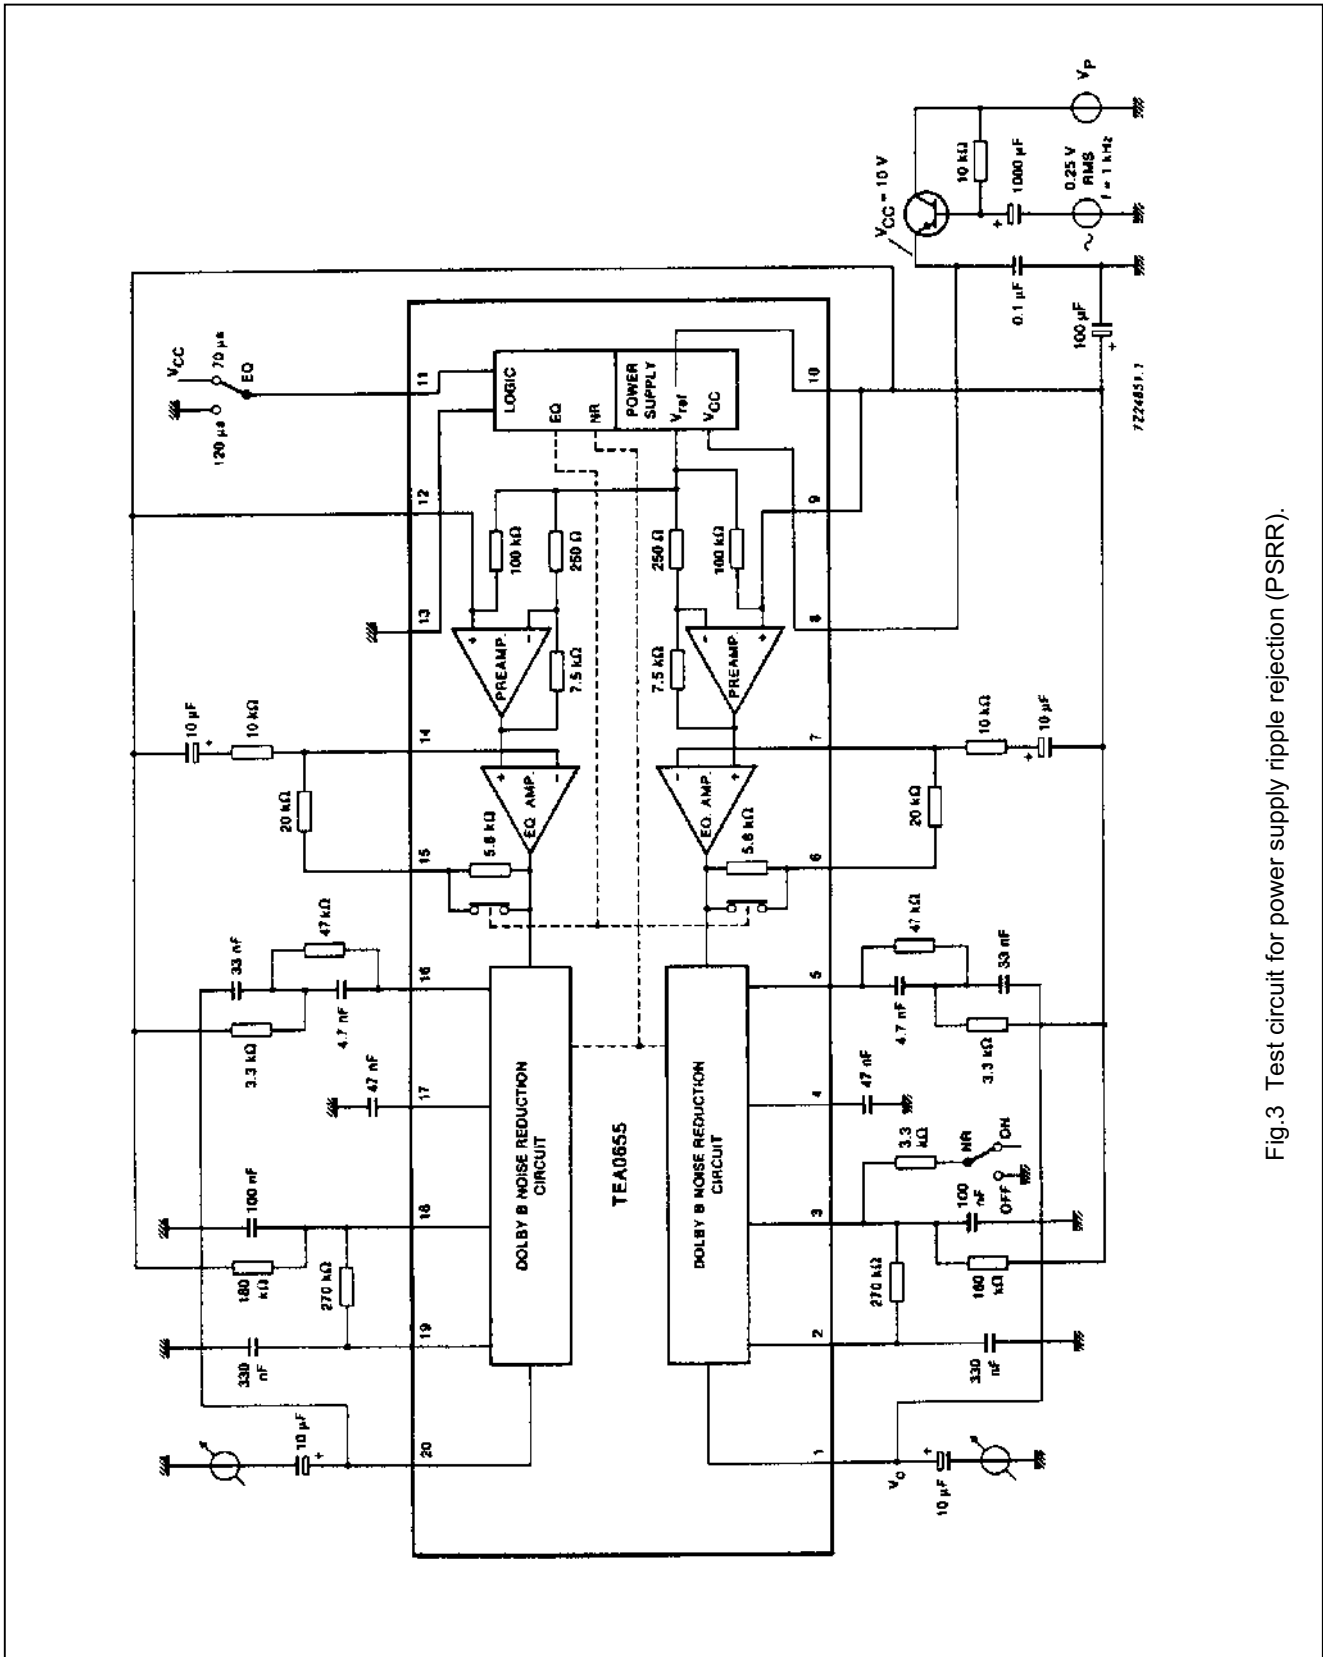 VCC
70 µs
EQ
120 µs
VCC = 10 V
10 kΩ
1000 µF
0.25 V
RMS
f = 1 kHz
~
VP
0.1 µF
100 µF
+
7Z24851.1
11
12
13
14
15
16
17
18
19
20
10
9
8
7
6
5
4
3
2
1
LOGIC
EQ
NR
POWER
SUPPLY
Vref
VCC
100 kΩ
250 Ω
250 Ω
100 kΩ
PREAMP.
+
−
7.5 kΩ
7.5 kΩ
PREAMP.
−
+
10 µF
+
10 kΩ
20 kΩ
EQ. AMP.
+
−
5.6 kΩ
EQ. AMP.
−
+
5.6 kΩ
10 kΩ
10 µF
+
20 kΩ
47 kΩ
33 nF
4.7 nF
3.3 kΩ
47 nF
100 nF
180
kΩ
270 kΩ
330
nF
10 µF
+
DOLBY B NOISE REDUCTION
CIRCUIT
TEA0655
DOLBY B NOISE REDUCTION
CIRCUIT
47 kΩ
33 nF
4.7 nF
3.3 kΩ
47 nF
3.3
kΩ
NR
ON
OFF
100
nF
270 kΩ
180
kΩ
330
nF
VO
10 µF
+
Fig.3 Test circuit for power supply ripple rejection (PSRR).